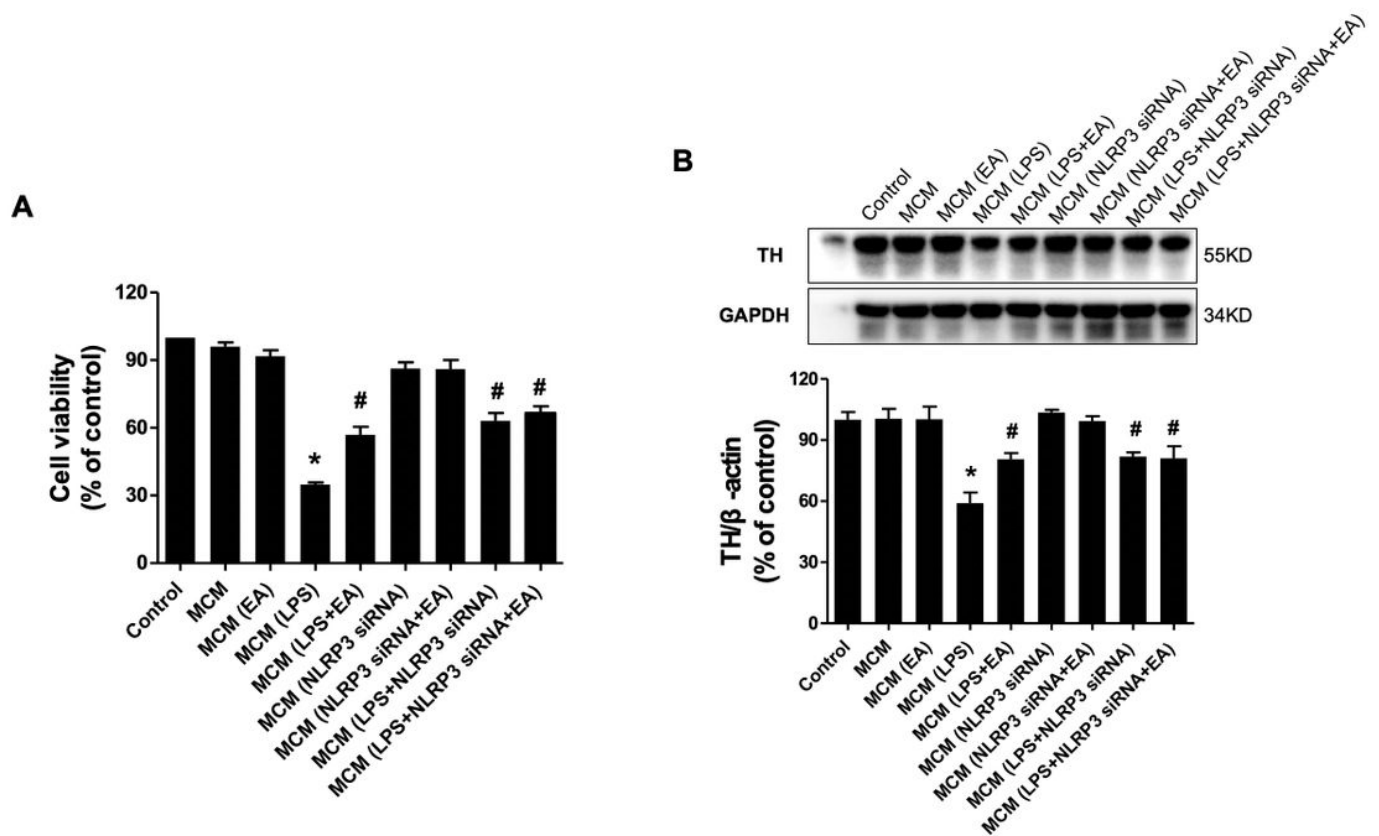 A
Cell viability
(% of control)
120
90
60
30
0
*
#
#
#
Control
MCM
MCM (EA)
MCM (LPS)
MCM (LPS+EA)
MCM (NLRP3 siRNA)
MCM (NLRP3 siRNA+EA)
MCM (LPS+NLRP3 siRNA)
MCM (LPS+NLRP3 siRNA+EA)
B
Control
MCM
MCM (EA)
MCM (LPS)
MCM (LPS+EA)
MCM (NLRP3 siRNA)
MCM (NLRP3 siRNA+EA)
MCM (LPS+NLRP3 siRNA)
MCM (LPS+NLRP3 siRNA+EA)
TH
55KD
GAPDH
34KD
TH/β -actin
(% of control)
120
90
60
30
0
*
#
#
#
Control
MCM
MCM (EA)
MCM (LPS)
MCM (LPS+EA)
MCM (NLRP3 siRNA)
MCM (NLRP3 siRNA+EA)
MCM (LPS+NLRP3 siRNA)
MCM (LPS+NLRP3 siRNA+EA)